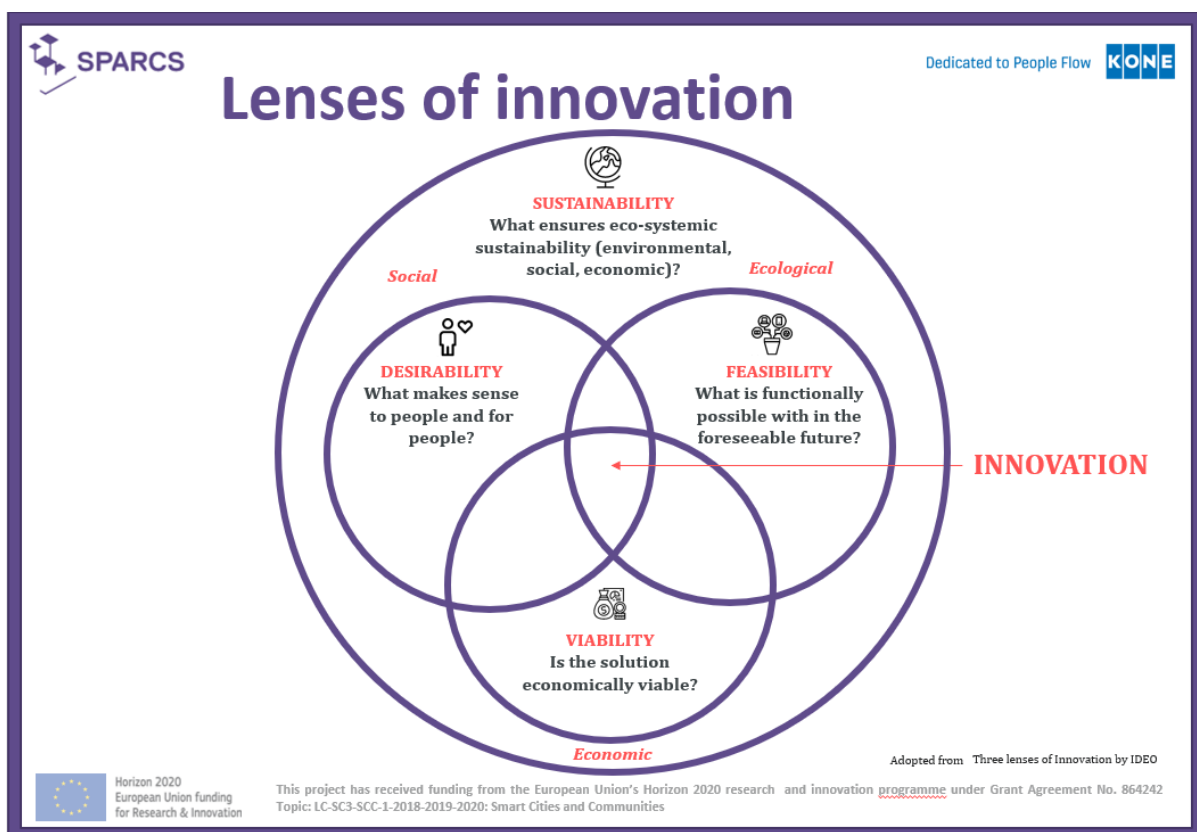 SPARCS
Dedicated to People Flow
KONE
Lenses of innovation
SUSTAINABILITY
What ensures eco-systemic
sustainability (environmental,
social, economic)?
Social
Ecological
DESIRABILITY
What makes sense
to people and for
people?
FEASIBILITY
What is functionally
possible with in the
foreseeable future?
INNOVATION
VIABILITY
Is the solution
economically viable?
Economic
Adopted from Three lenses of Innovation by IDEO
Horizon 2020
European Union funding
for Research & Innovation
This project has received funding from the European Union's Horizon 2020 research and innovation programme under Grant Agreement No. 864242
Topic: LC-SC3-SCC-1-2018-2019-2020: Smart Cities and Communities